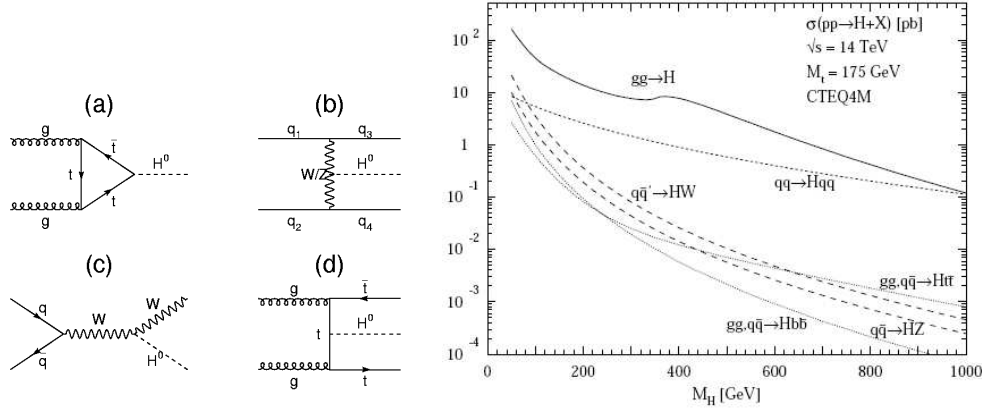 (a)
g
t̄
t
H⁰
t
g
(b)
q₁ q₃
W/Z H⁰
q₂ q₄
(c)
q
W
W
q̄
H⁰
(d)
g t̄
t H⁰
g t
σ(pp→H+X) [pb]
√s = 14 TeV
Mₜ = 175 GeV
CTEQ4M
gg→H
qq→Hqq
qq̄'→HW
gg,qq̄→Htt̄
gg,qq̄→Hbb̄
qq̄→HZ
10²
10
1
10⁻¹
10⁻²
10⁻³
10⁻⁴
0 200 400 600 800 1000
M_H [GeV]